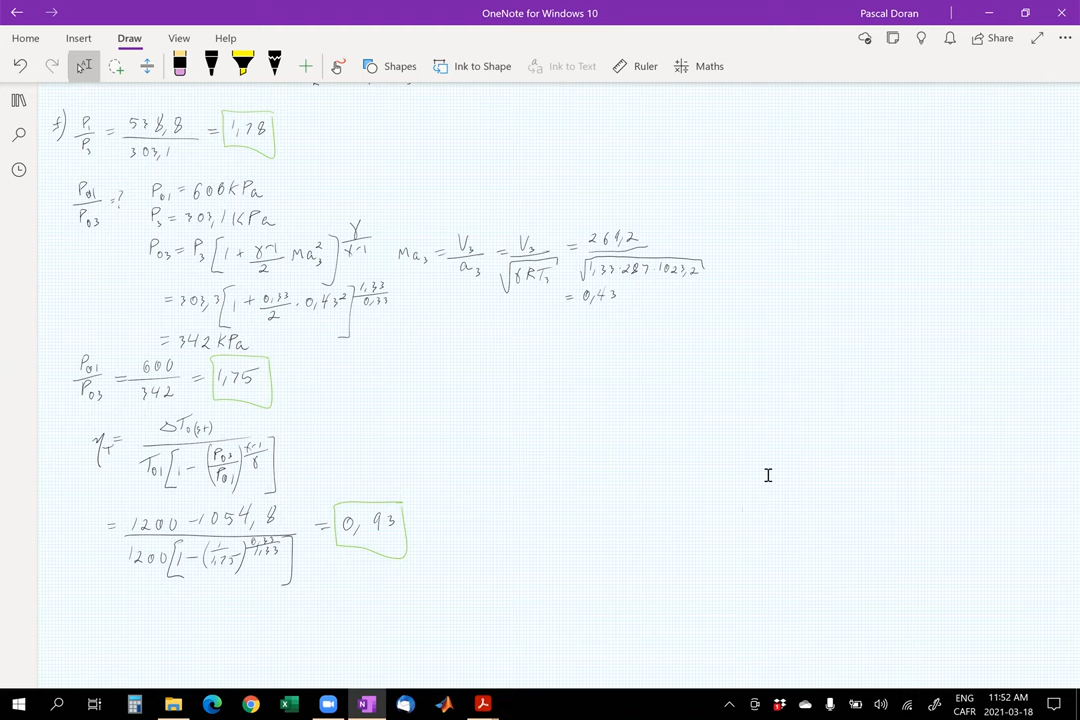 OneNote for Windows 10
Pascal Doran
Home Insert Draw View Help
Share
Shapes Ink to Shape Ink to Text Ruler Maths
f) P1/P3 = 538,8/303,1 = 1,78
P01/P03 = ? P01 = 600 kPa
P3 = 303,1 KPa
P03 = P3 [1 + γ-1/2 Ma3²]^γ/γ-1 Ma3 = V3/a3 = V3/√γRT3 = 269,2/√1,33·287·1023,2
= 303,3 [1 + 0,33/2 · 0,43²]^1,33/0,33 = 0,43
= 342 KPa
P01/P03 = 600/342 = 1,75
ηT = ΔT0(st)/T01[1 - (P03/P01)^γ-1/γ]
= 1200 - 1054,8/1200[1 - (1/1,75)^0,33/1,33] = 0,93
ENG
CAFR
11:52 AM
2021-03-18